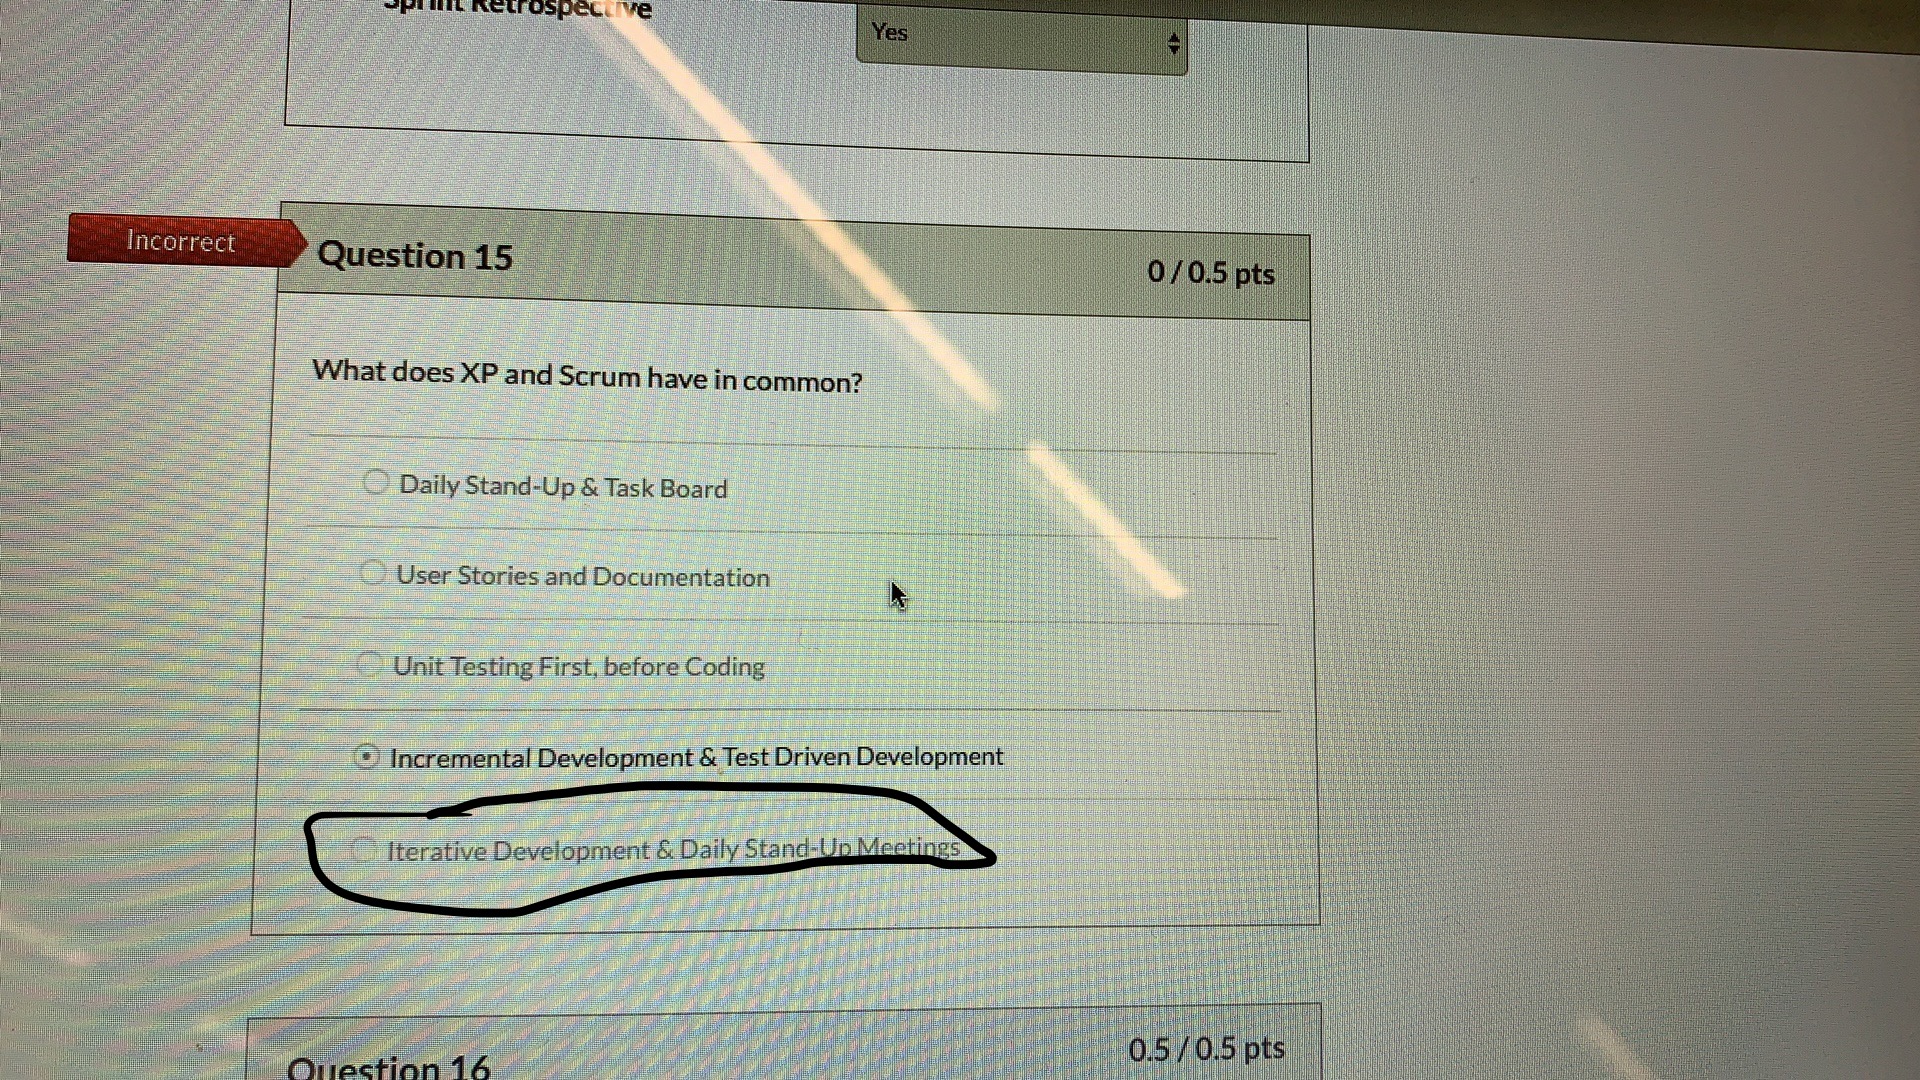 Sprint Retrospective
Yes
Incorrect
Question 15
0 / 0.5 pts
What does XP and Scrum have in common?
Daily Stand-Up & Task Board
User Stories and Documentation
Unit Testing First, before Coding
Incremental Development & Test Driven Development
Iterative Development & Daily Stand-Up Meetings
Question 16
0.5 / 0.5 pts